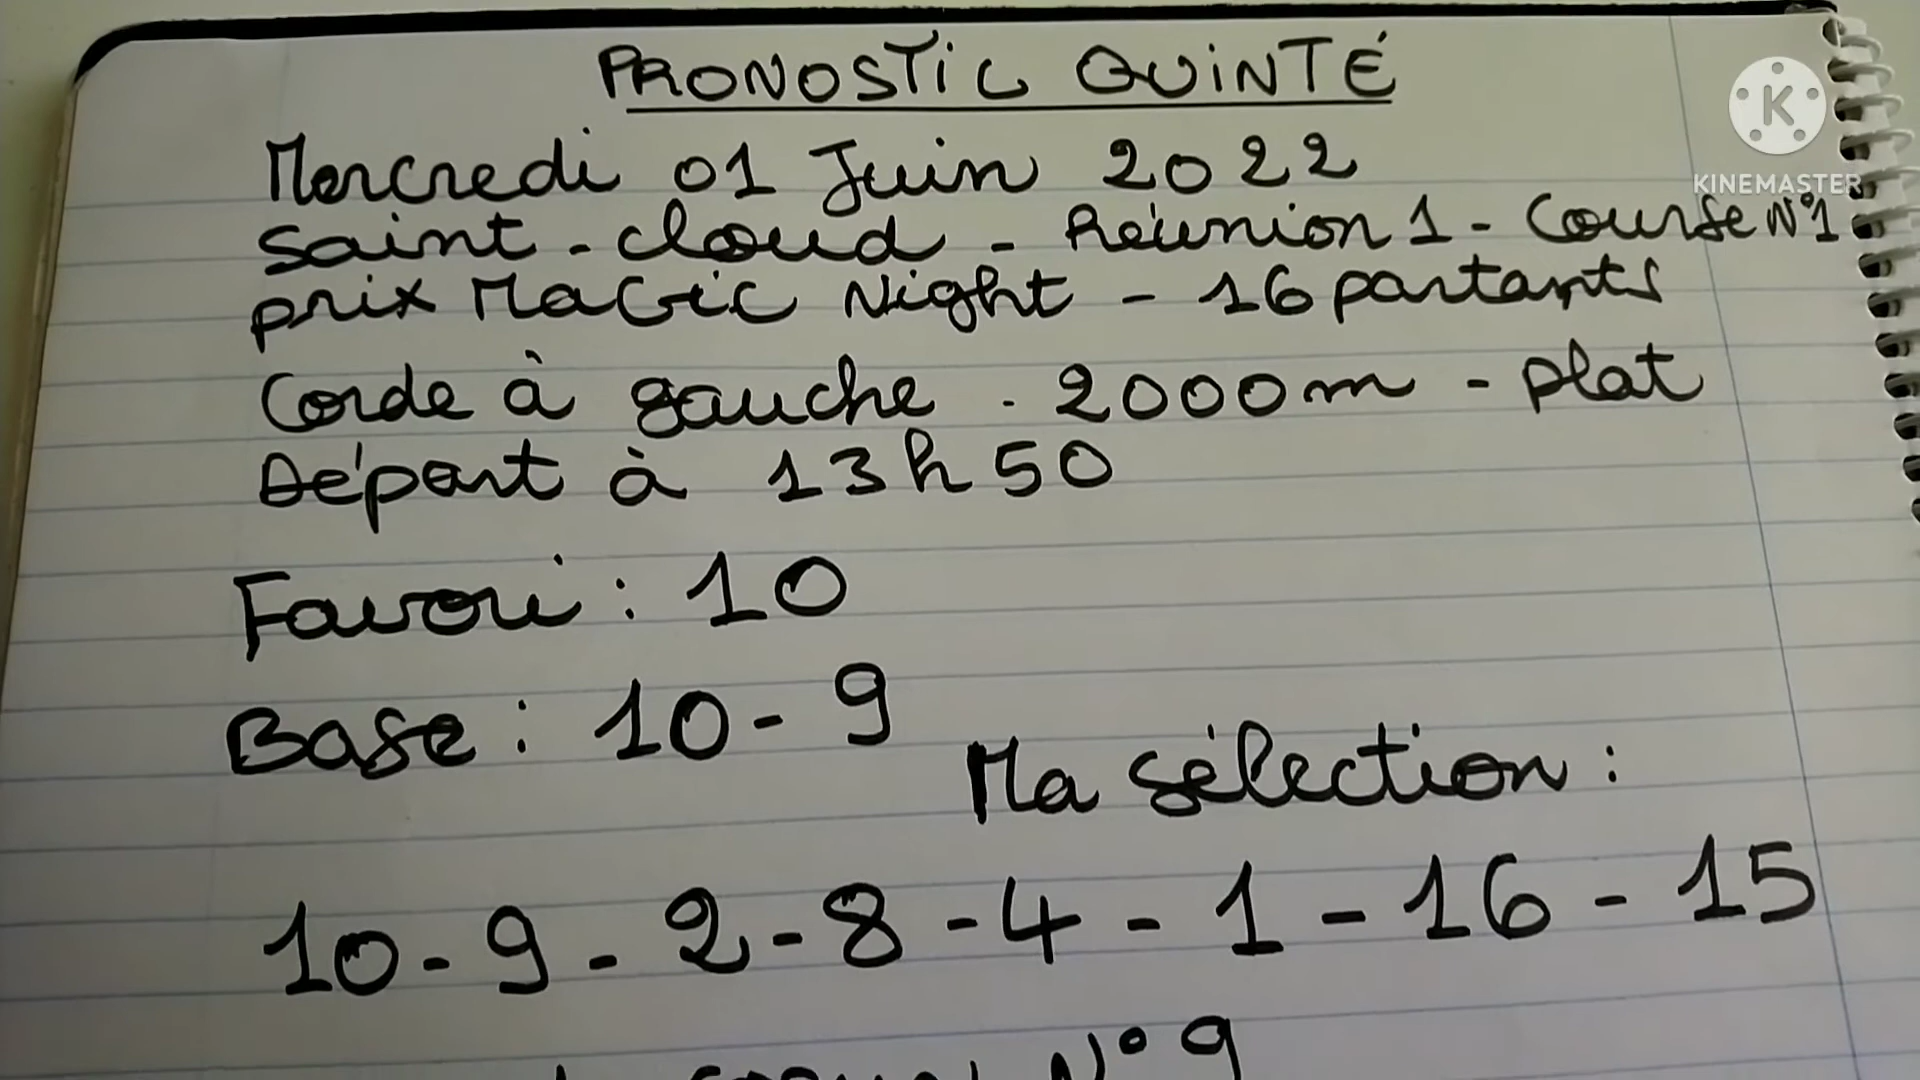 PRONOSTIC QUINTÉ
Mercredi 01 Juin 2022
Saint-Cloud - Réunion 1 - Course N°1
prix Magic Night - 16 partants
Corde à gauche . 2000m - plat
Départ à 13h50
Favori : 10
Base : 10 - 9
Ma sélection :
10 - 9 - 2 - 8 - 4 - 1 - 16 - 15
N°9
KINEMASTER